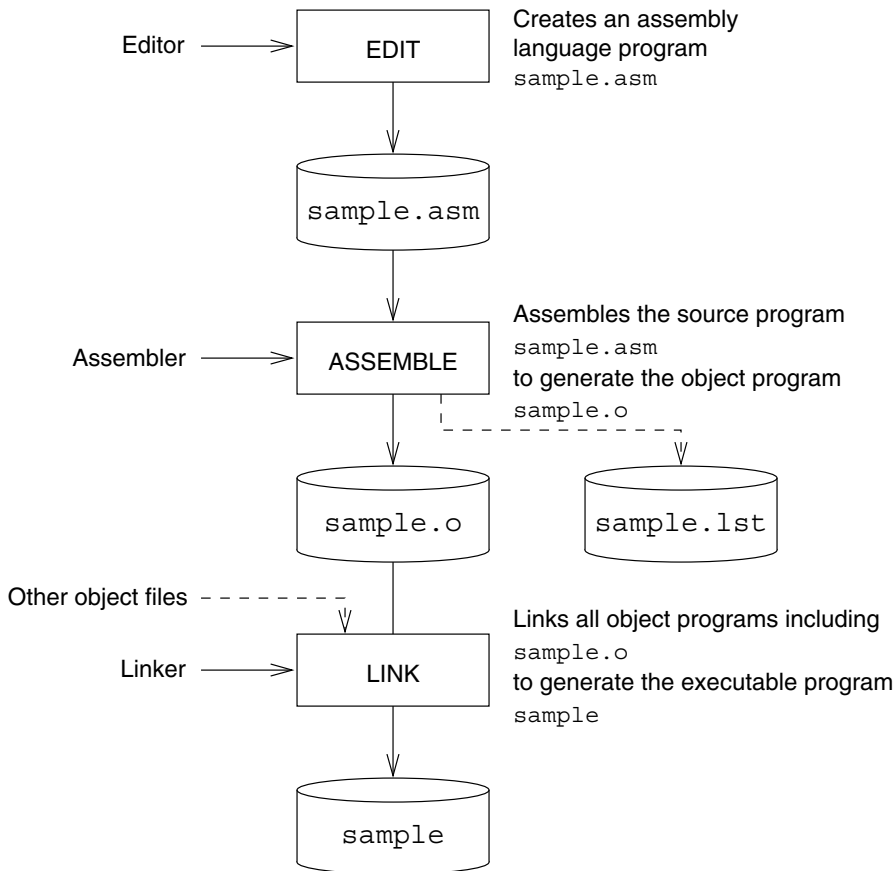 Editor
EDIT
Creates an assembly
language program
sample.asm
sample.asm
Assembler
ASSEMBLE
Assembles the source program
sample.asm
to generate the object program
sample.o
sample.o
sample.lst
Other object files
Linker
LINK
Links all object programs including
sample.o
to generate the executable program
sample
sample